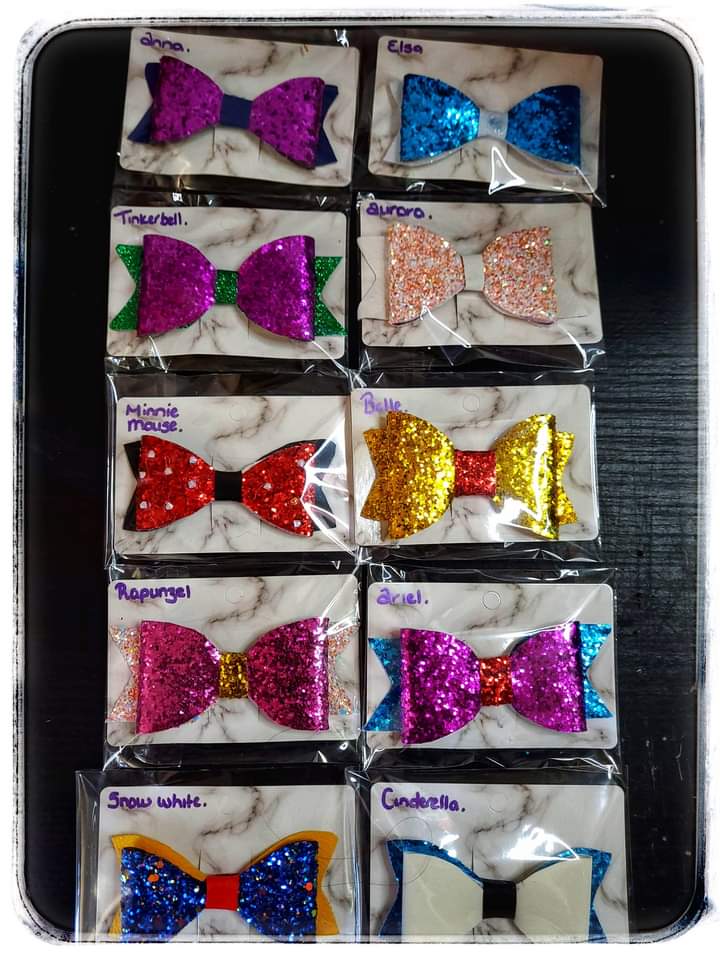 anna.
Elsa
Tinkerbell.
aurora.
Minnie
mouse.
Belle.
Rapunzel
ariel.
Snow white.
Cinderella.